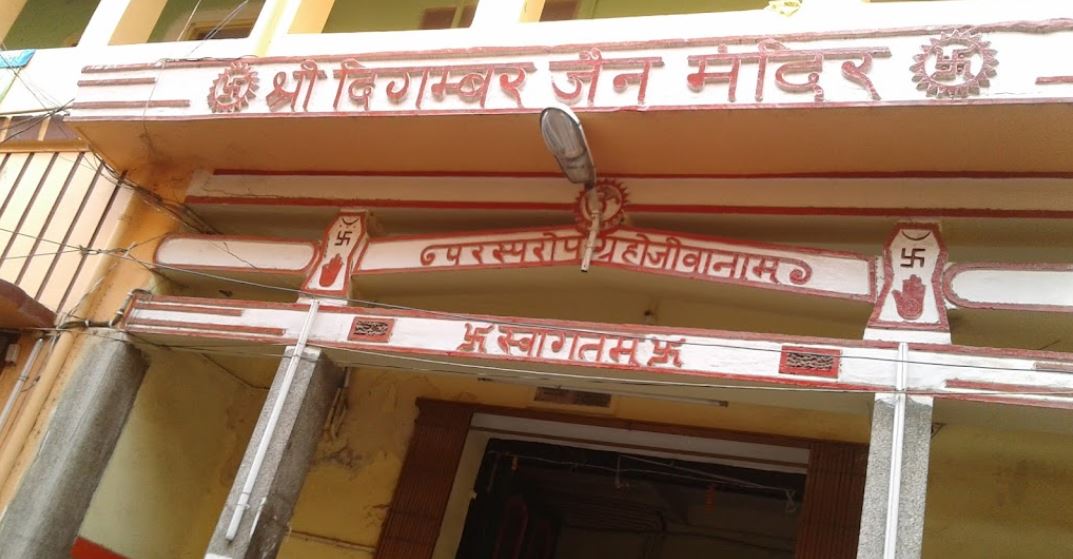 श्री दिगम्बर जैन मंदिर
परस्परोपग्रहोजीवानाम
स्वागतम